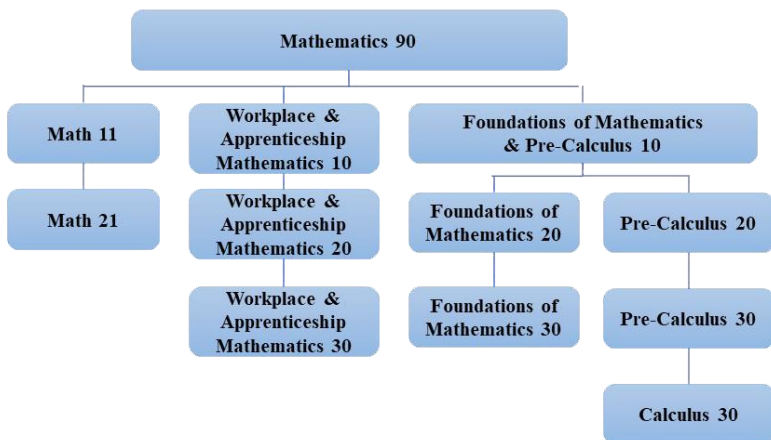 Mathematics 90
Math 11
Workplace &
Apprenticeship
Mathematics 10
Foundations of Mathematics
& Pre-Calculus 10
Math 21
Workplace &
Apprenticeship
Mathematics 20
Foundations of
Mathematics 20
Pre-Calculus 20
Workplace &
Apprenticeship
Mathematics 30
Foundations of
Mathematics 30
Pre-Calculus 30
Calculus 30